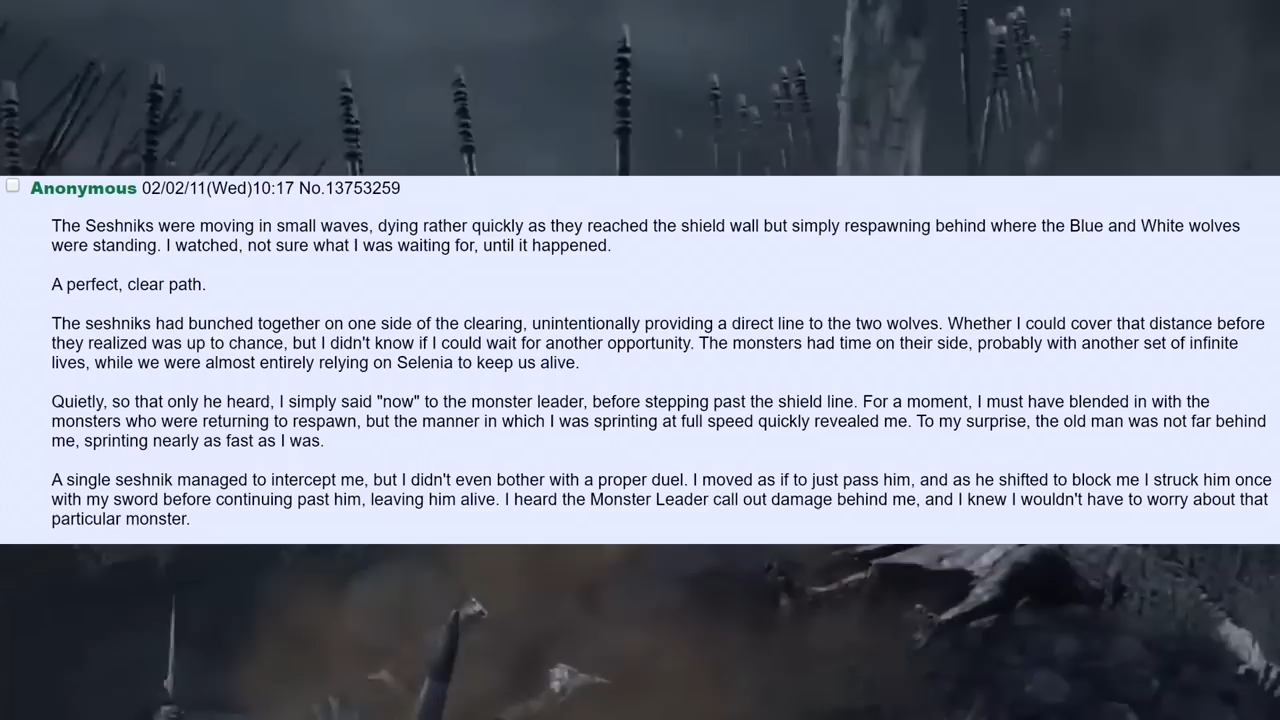 Anonymous 02/02/11(Wed)10:17 No.13753259
The Seshniks were moving in small waves, dying rather quickly as they reached the shield wall but simply respawning behind where the Blue and White wolves
were standing. I watched, not sure what I was waiting for, until it happened.
A perfect, clear path.
The seshniks had bunched together on one side of the clearing, unintentionally providing a direct line to the two wolves. Whether I could cover that distance before
they realized was up to chance, but I didn't know if I could wait for another opportunity. The monsters had time on their side, probably with another set of infinite
lives, while we were almost entirely relying on Selenia to keep us alive.
Quietly, so that only he heard, I simply said "now" to the monster leader, before stepping past the shield line. For a moment, I must have blended in with the
monsters who were returning to respawn, but the manner in which I was sprinting at full speed quickly revealed me. To my surprise, the old man was not far behind
me, sprinting nearly as fast as I was.
A single seshnik managed to intercept me, but I didn't even bother with a proper duel. I moved as if to just pass him, and as he shifted to block me I struck him once
with my sword before continuing past him, leaving him alive. I heard the Monster Leader call out damage behind me, and I knew I wouldn't have to worry about that
particular monster.